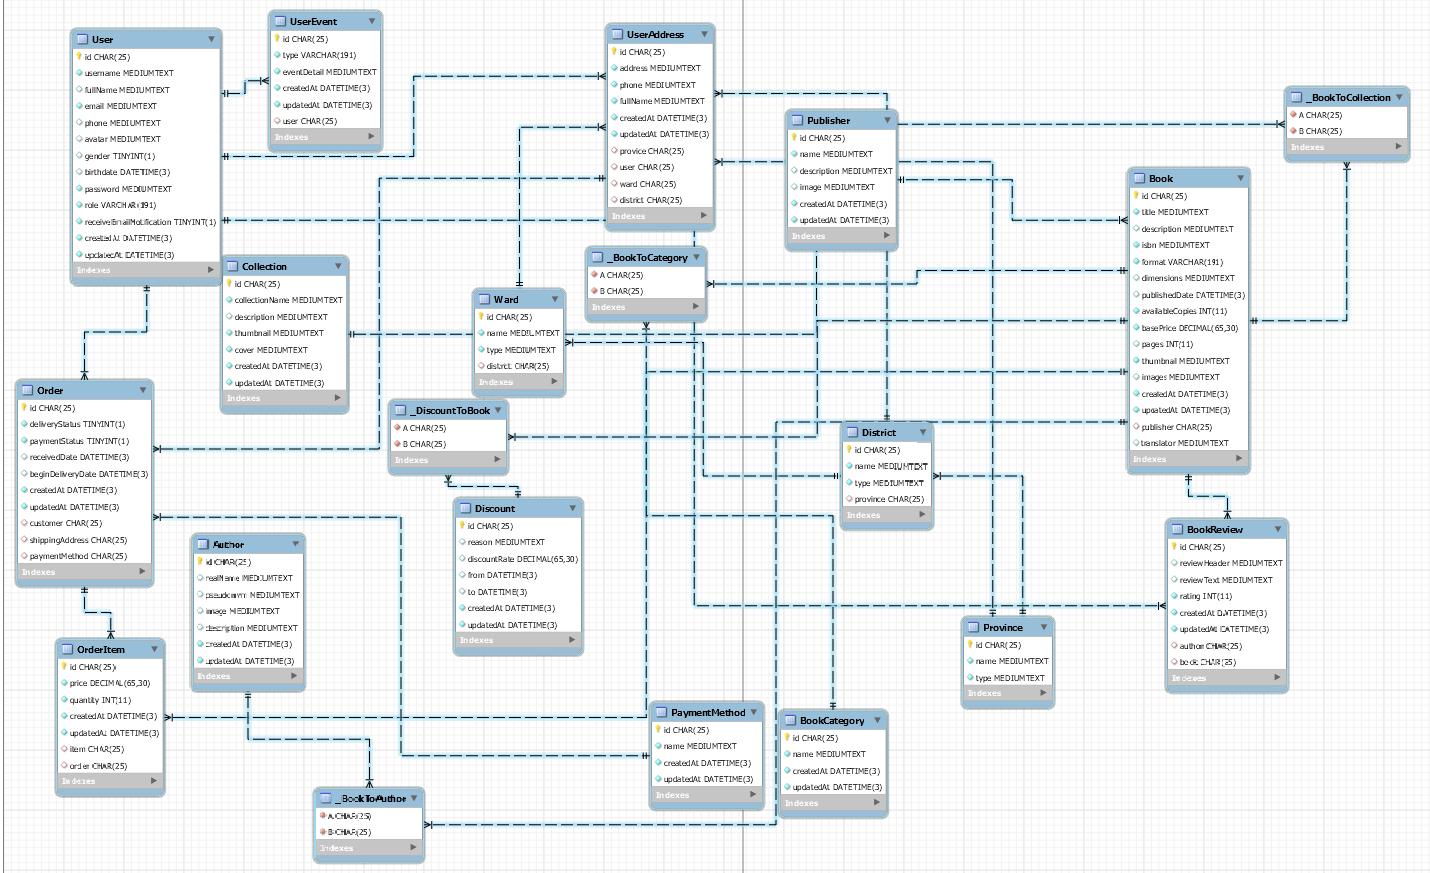 User
id CHAR(25)
username MEDIUMTEXT
fullName MEDIUMTEXT
email MEDIUMTEXT
phone MEDIUMTEXT
avatar MEDIUMTEXT
gender TINYINT(1)
birthdate DATETIME(3)
password MEDIUMTEXT
role VARCHAR(191)
receiveEmailNotification TINYINT(1)
createdAt DATETIME(3)
updatedAt DATETIME(3)
Indexes
UserEvent
id CHAR(25)
type VARCHAR(191)
eventDetail MEDIUMTEXT
createdAt DATETIME(3)
updatedAt DATETIME(3)
user CHAR(25)
Indexes
UserAddress
id CHAR(25)
address MEDIUMTEXT
phone MEDIUMTEXT
fullName MEDIUMTEXT
createdAt DATETIME(3)
updatedAt DATETIME(3)
provice CHAR(25)
user CHAR(25)
ward CHAR(25)
district CHAR(25)
Indexes
Publisher
id CHAR(25)
name MEDIUMTEXT
description MEDIUMTEXT
image MEDIUMTEXT
createdAt DATETIME(3)
updatedAt DATETIME(3)
Indexes
_BookToCollection
A CHAR(25)
B CHAR(25)
Indexes
Book
id CHAR(25)
title MEDIUMTEXT
description MEDIUMTEXT
isbn MEDIUMTEXT
format VARCHAR(191)
dimensions MEDIUMTEXT
publishedDate DATETIME(3)
availableCopies INT(11)
basePrice DECIMAL(65,30)
pages INT(11)
thumbnail MEDIUMTEXT
images MEDIUMTEXT
createdAt DATETIME(3)
updatedAt DATETIME(3)
publisher CHAR(25)
translator MEDIUMTEXT
Indexes
Collection
id CHAR(25)
collectionName MEDIUMTEXT
description MEDIUMTEXT
thumbnail MEDIUMTEXT
cover MEDIUMTEXT
createdAt DATETIME(3)
updatedAt DATETIME(3)
Indexes
_BookToCategory
A CHAR(25)
B CHAR(25)
Indexes
Ward
id CHAR(25)
name MEDIUMTEXT
type MEDIUMTEXT
district CHAR(25)
Indexes
Order
id CHAR(25)
deliveryStatus TINYINT(1)
paymentStatus TINYINT(1)
receivedDate DATETIME(3)
beginDeliveryDate DATETIME(3)
createdAt DATETIME(3)
updatedAt DATETIME(3)
customer CHAR(25)
shippingAddress CHAR(25)
paymentMethod CHAR(25)
Indexes
_DiscountToBook
A CHAR(25)
B CHAR(25)
Indexes
District
id CHAR(25)
name MEDIUMTEXT
type MEDIUMTEXT
province CHAR(25)
Indexes
Discount
id CHAR(25)
reason MEDIUMTEXT
discountRate DECIMAL(65,30)
from DATETIME(3)
to DATETIME(3)
createdAt DATETIME(3)
updatedAt DATETIME(3)
Indexes
Author
id CHAR(25)
realName MEDIUMTEXT
pseudonym MEDIUMTEXT
image MEDIUMTEXT
description MEDIUMTEXT
createdAt DATETIME(3)
updatedAt DATETIME(3)
Indexes
BookReview
id CHAR(25)
reviewHeader MEDIUMTEXT
reviewText MEDIUMTEXT
rating INT(11)
createdAt DATETIME(3)
updatedAt DATETIME(3)
author CHAR(25)
book CHAR(25)
Indexes
Province
id CHAR(25)
name MEDIUMTEXT
type MEDIUMTEXT
Indexes
OrderItem
id CHAR(25)
price DECIMAL(65,30)
quantity INT(11)
createdAt DATETIME(3)
updatedAt DATETIME(3)
item CHAR(25)
order CHAR(25)
Indexes
PaymentMethod
id CHAR(25)
name MEDIUMTEXT
createdAt DATETIME(3)
updatedAt DATETIME(3)
Indexes
BookCategory
id CHAR(25)
name MEDIUMTEXT
createdAt DATETIME(3)
updatedAt DATETIME(3)
Indexes
_BookToAuthor
A CHAR(25)
B CHAR(25)
Indexes